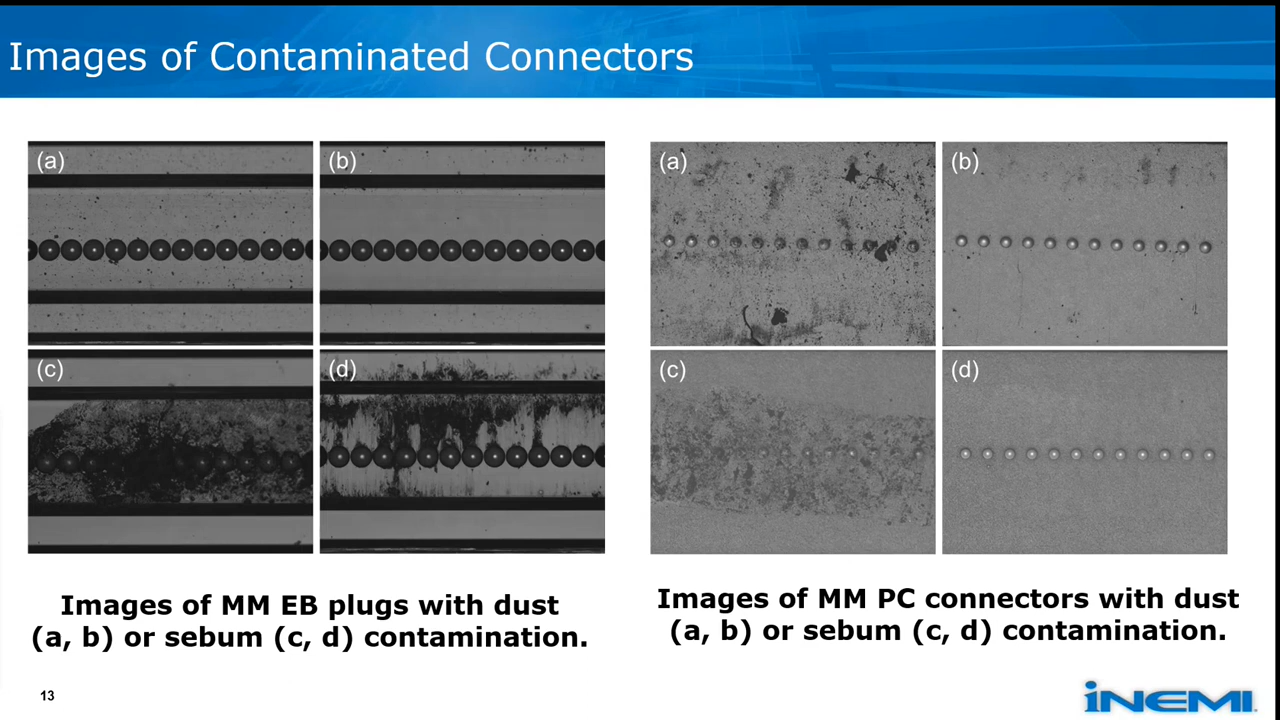 Images of Contaminated Connectors
(a)
(b)
(c)
(d)
Images of MM EB plugs with dust
(a, b) or sebum (c, d) contamination.
(a)
(b)
(c)
(d)
Images of MM PC connectors with dust
(a, b) or sebum (c, d) contamination.
13
iNEMI